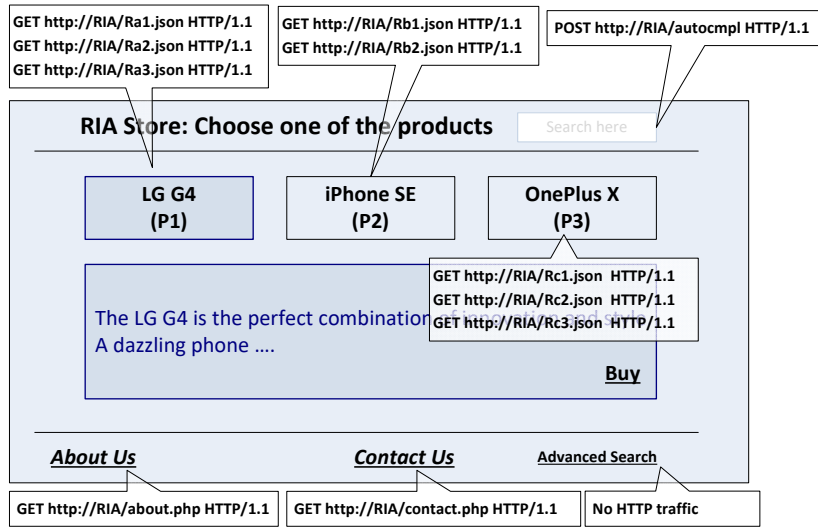 GET http://RIA/Ra1.json HTTP/1.1
GET http://RIA/Ra2.json HTTP/1.1
GET http://RIA/Ra3.json HTTP/1.1
GET http://RIA/Rb1.json HTTP/1.1
GET http://RIA/Rb2.json HTTP/1.1
POST http://RIA/autocmpl HTTP/1.1
RIA Store: Choose one of the products
Search here
LG G4
(P1)
iPhone SE
(P2)
OnePlus X
(P3)
GET http://RIA/Rc1.json HTTP/1.1
GET http://RIA/Rc2.json HTTP/1.1
GET http://RIA/Rc3.json HTTP/1.1
The LG G4 is the perfect combination of innovation and style
A dazzling phone ....
Buy
About Us
Contact Us
Advanced Search
GET http://RIA/about.php HTTP/1.1
GET http://RIA/contact.php HTTP/1.1
No HTTP traffic